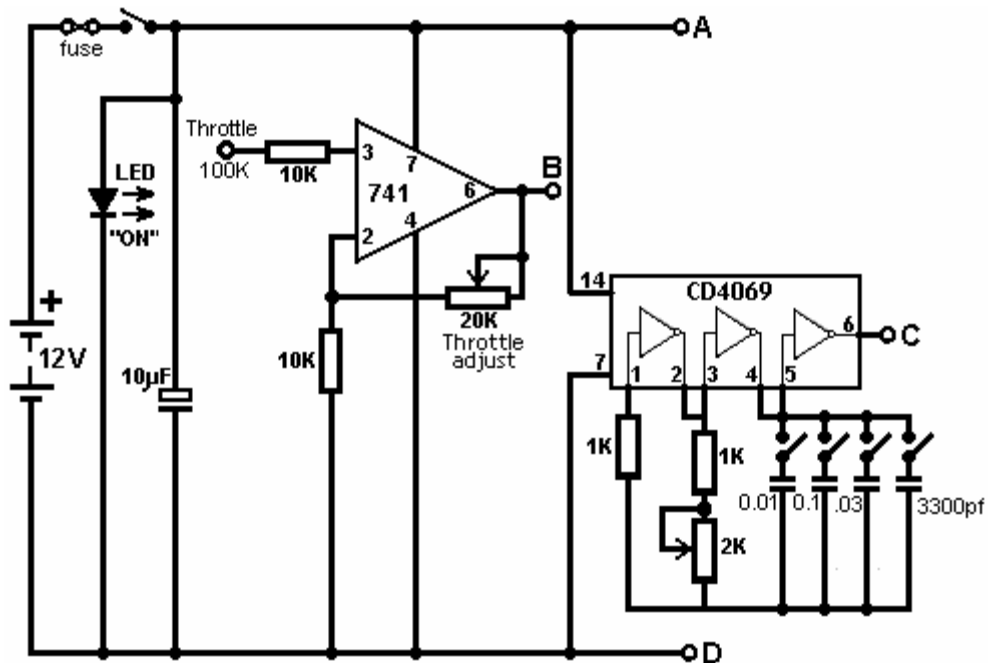 fuse
A
Throttle
100K
10K
3
7
741
6
4
2
B
LED
"ON"
20K
Throttle
adjust
10K
+
12V
10µF
14
CD4069
7
1
2
3
4
5
6
C
1K
1K
2K
0.01
0.1
.03
3300pf
D